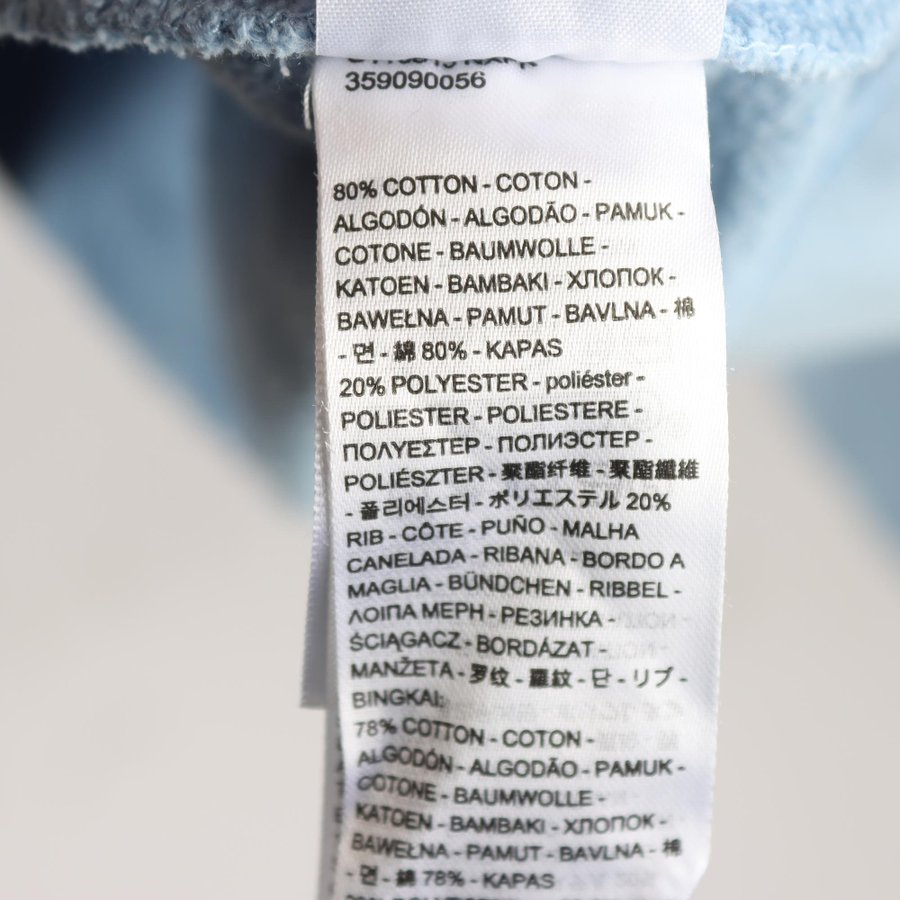 359090056
80% COTTON - COTON -
ALGODÓN - ALGODÃO - PAMUK -
COTONE - BAUMWOLLE -
KATOEN - BAMBAKI - ХЛОПОК -
BAWEŁNA - PAMUT - BAVLNA - 棉
- 면 - 綿 80% - KAPAS
20% POLYESTER - poliéster -
POLIESTER - POLIESTERE -
ΠΟΛΥΕΣΤΕΡ - ПОЛИЭСТЕР -
POLIÉSZTER - 聚酯纤维 - 聚酯纖維
- 폴리에스터 - ポリエステル 20%
RIB - CÔTE - PUÑO - MALHA
CANELADA - RIBANA - BORDO A
MAGLIA - BÜNDCHEN - RIBBEL -
ΛΟΙΠΑ ΜΕΡΗ - РЕЗИНКА -
ŚCIĄGACZ - BORDÁZAT -
MANŽETA - 罗纹 - 羅紋 - 단 - リブ -
BINGKAI:
78% COTTON - COTON -
ALGODÓN - ALGODÃO - PAMUK -
COTONE - BAUMWOLLE -
KATOEN - BAMBAKI - ХЛОПОК -
BAWEŁNA - PAMUT - BAVLNA - 棉
- 면 - 綿 78% - KAPAS